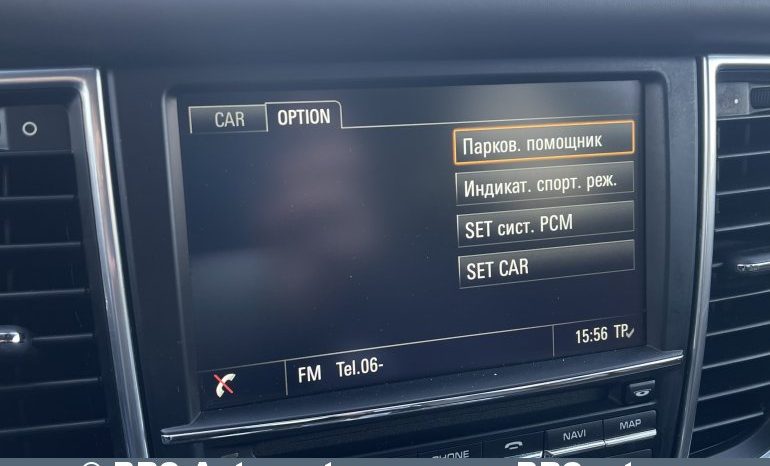 CAR OPTION
Парков. помощник
Индикат. спорт. реж.
SET сист. PCM
SET CAR
15:56 TP
FM Tel.06-
PHONE NAVI MAP